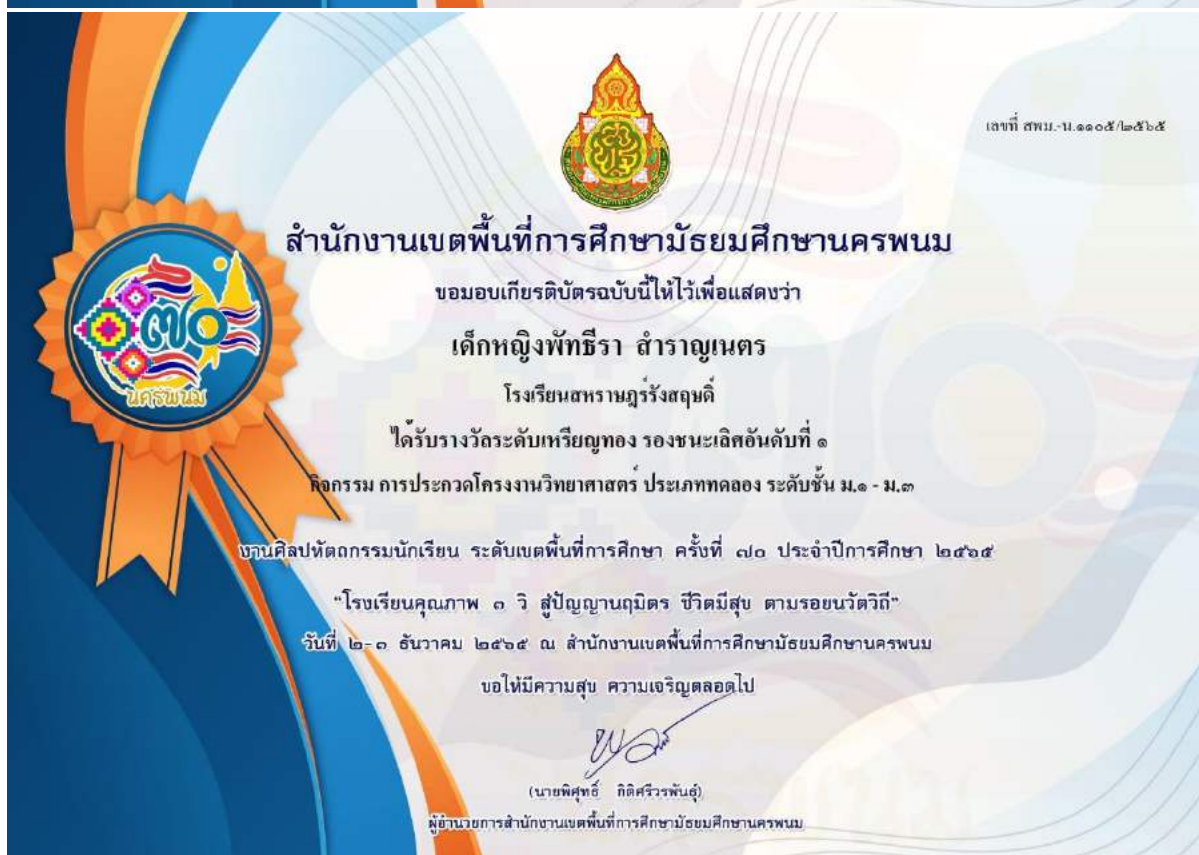 เลขที่ สพม.-น.๑๑๐๕/๒๕๖๕
สำนักงานเขตพื้นที่การศึกษามัธยมศึกษานครพนม
ขอมอบเกียรติบัตรฉบับนี้ให้ไว้เพื่อแสดงว่า
เด็กหญิงพัทธีรา สำราญเนตร
โรงเรียนสหราษฎร์รังสฤษดิ์
ได้รับรางวัลระดับเหรียญทอง รองชนะเลิศอันดับที่ ๑
กิจกรรม การประกวดโครงงานวิทยาศาสตร์ ประเภททดลอง ระดับชั้น ม.๑ - ม.๓
งานศิลปหัตถกรรมนักเรียน ระดับเขตพื้นที่การศึกษา ครั้งที่ ๗๐ ประจำปีการศึกษา ๒๕๖๕
"โรงเรียนคุณภาพ ๓ วิ สู่ปัญญานฤมิตร ชีวิตมีสุข ตามรอยนวัตวิถี"
วันที่ ๒-๓ ธันวาคม ๒๕๖๕ ณ สำนักงานเขตพื้นที่การศึกษามัธยมศึกษานครพนม
ขอให้มีความสุข ความเจริญตลอดไป
(นายพิศุทธิ์ กิติศรีวรพันธุ์)
ผู้อำนวยการสำนักงานเขตพื้นที่การศึกษามัธยมศึกษานครพนม
๗๐
นครพนม